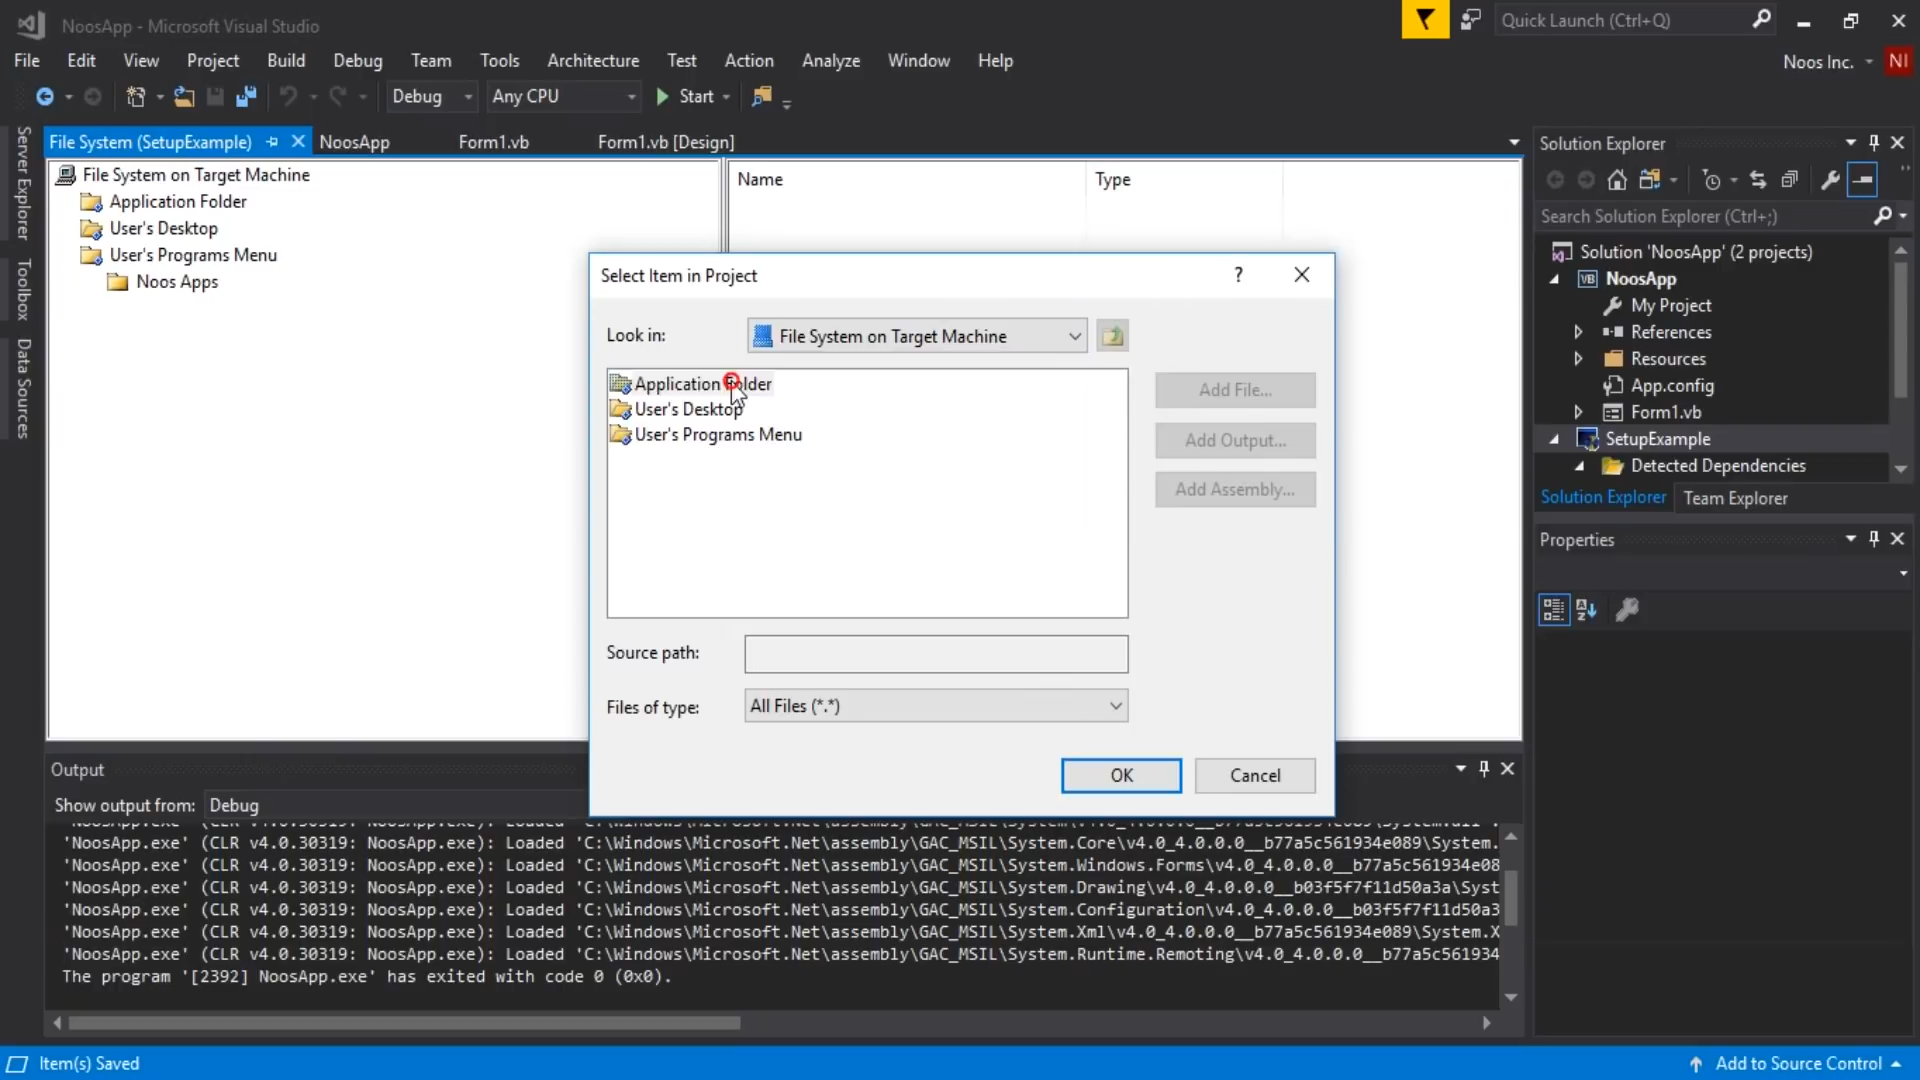 NoosApp - Microsoft Visual Studio
Quick Launch (Ctrl+Q)
File Edit View Project Build Debug Team Tools Architecture Test Action Analyze Window Help
Noos Inc. NI
Debug Any CPU Start
File System (SetupExample) NoosApp Form1.vb Form1.vb [Design]
Server Explorer
Toolbox
Data Sources
File System on Target Machine
Application Folder
User's Desktop
User's Programs Menu
Noos Apps
Name Type
Select Item in Project
?
Look in: File System on Target Machine
Application
User's Desktop
User's Programs Menu
Add File...
Add Output...
Add Assembly...
Source path:
Files of type: All Files (*.*)
OK Cancel
Solution Explorer
Search Solution Explorer (Ctrl+;)
Solution 'NoosApp' (2 projects)
VB NoosApp
My Project
References
Resources
App.config
Form1.vb
SetupExample
Detected Dependencies
Solution Explorer Team Explorer
Properties
Output
Show output from: Debug
'NoosApp.exe' (CLR v4.0.30319: NoosApp.exe): Loaded 'C:\Windows\Microsoft.Net\assembly\GAC_MSIL\System.Core\v4.0_4.0.0.0__b77a5c561934e089\System.
'NoosApp.exe' (CLR v4.0.30319: NoosApp.exe): Loaded 'C:\Windows\Microsoft.Net\assembly\GAC_MSIL\System.Windows.Forms\v4.0_4.0.0.0__b77a5c561934e08
'NoosApp.exe' (CLR v4.0.30319: NoosApp.exe): Loaded 'C:\Windows\Microsoft.Net\assembly\GAC_MSIL\System.Drawing\v4.0_4.0.0.0__b03f5f7f11d50a3a\Syst
'NoosApp.exe' (CLR v4.0.30319: NoosApp.exe): Loaded 'C:\Windows\Microsoft.Net\assembly\GAC_MSIL\System.Configuration\v4.0_4.0.0.0__b03f5f7f11d50a3
'NoosApp.exe' (CLR v4.0.30319: NoosApp.exe): Loaded 'C:\Windows\Microsoft.Net\assembly\GAC_MSIL\System.Xml\v4.0_4.0.0.0__b77a5c561934e089\System.X
'NoosApp.exe' (CLR v4.0.30319: NoosApp.exe): Loaded 'C:\Windows\Microsoft.Net\assembly\GAC_MSIL\System.Runtime.Remoting\v4.0_4.0.0.0__b77a5c561934
The program '[2392] NoosApp.exe' has exited with code 0 (0x0).
Item(s) Saved
Add to Source Control